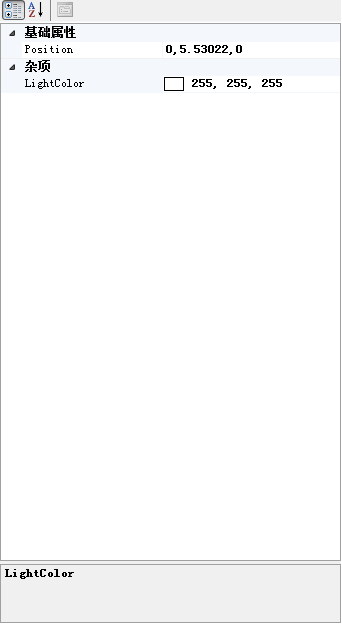 A
Z
基础属性
Position 0,5.53022,0
杂项
LightColor 255, 255, 255
LightColor